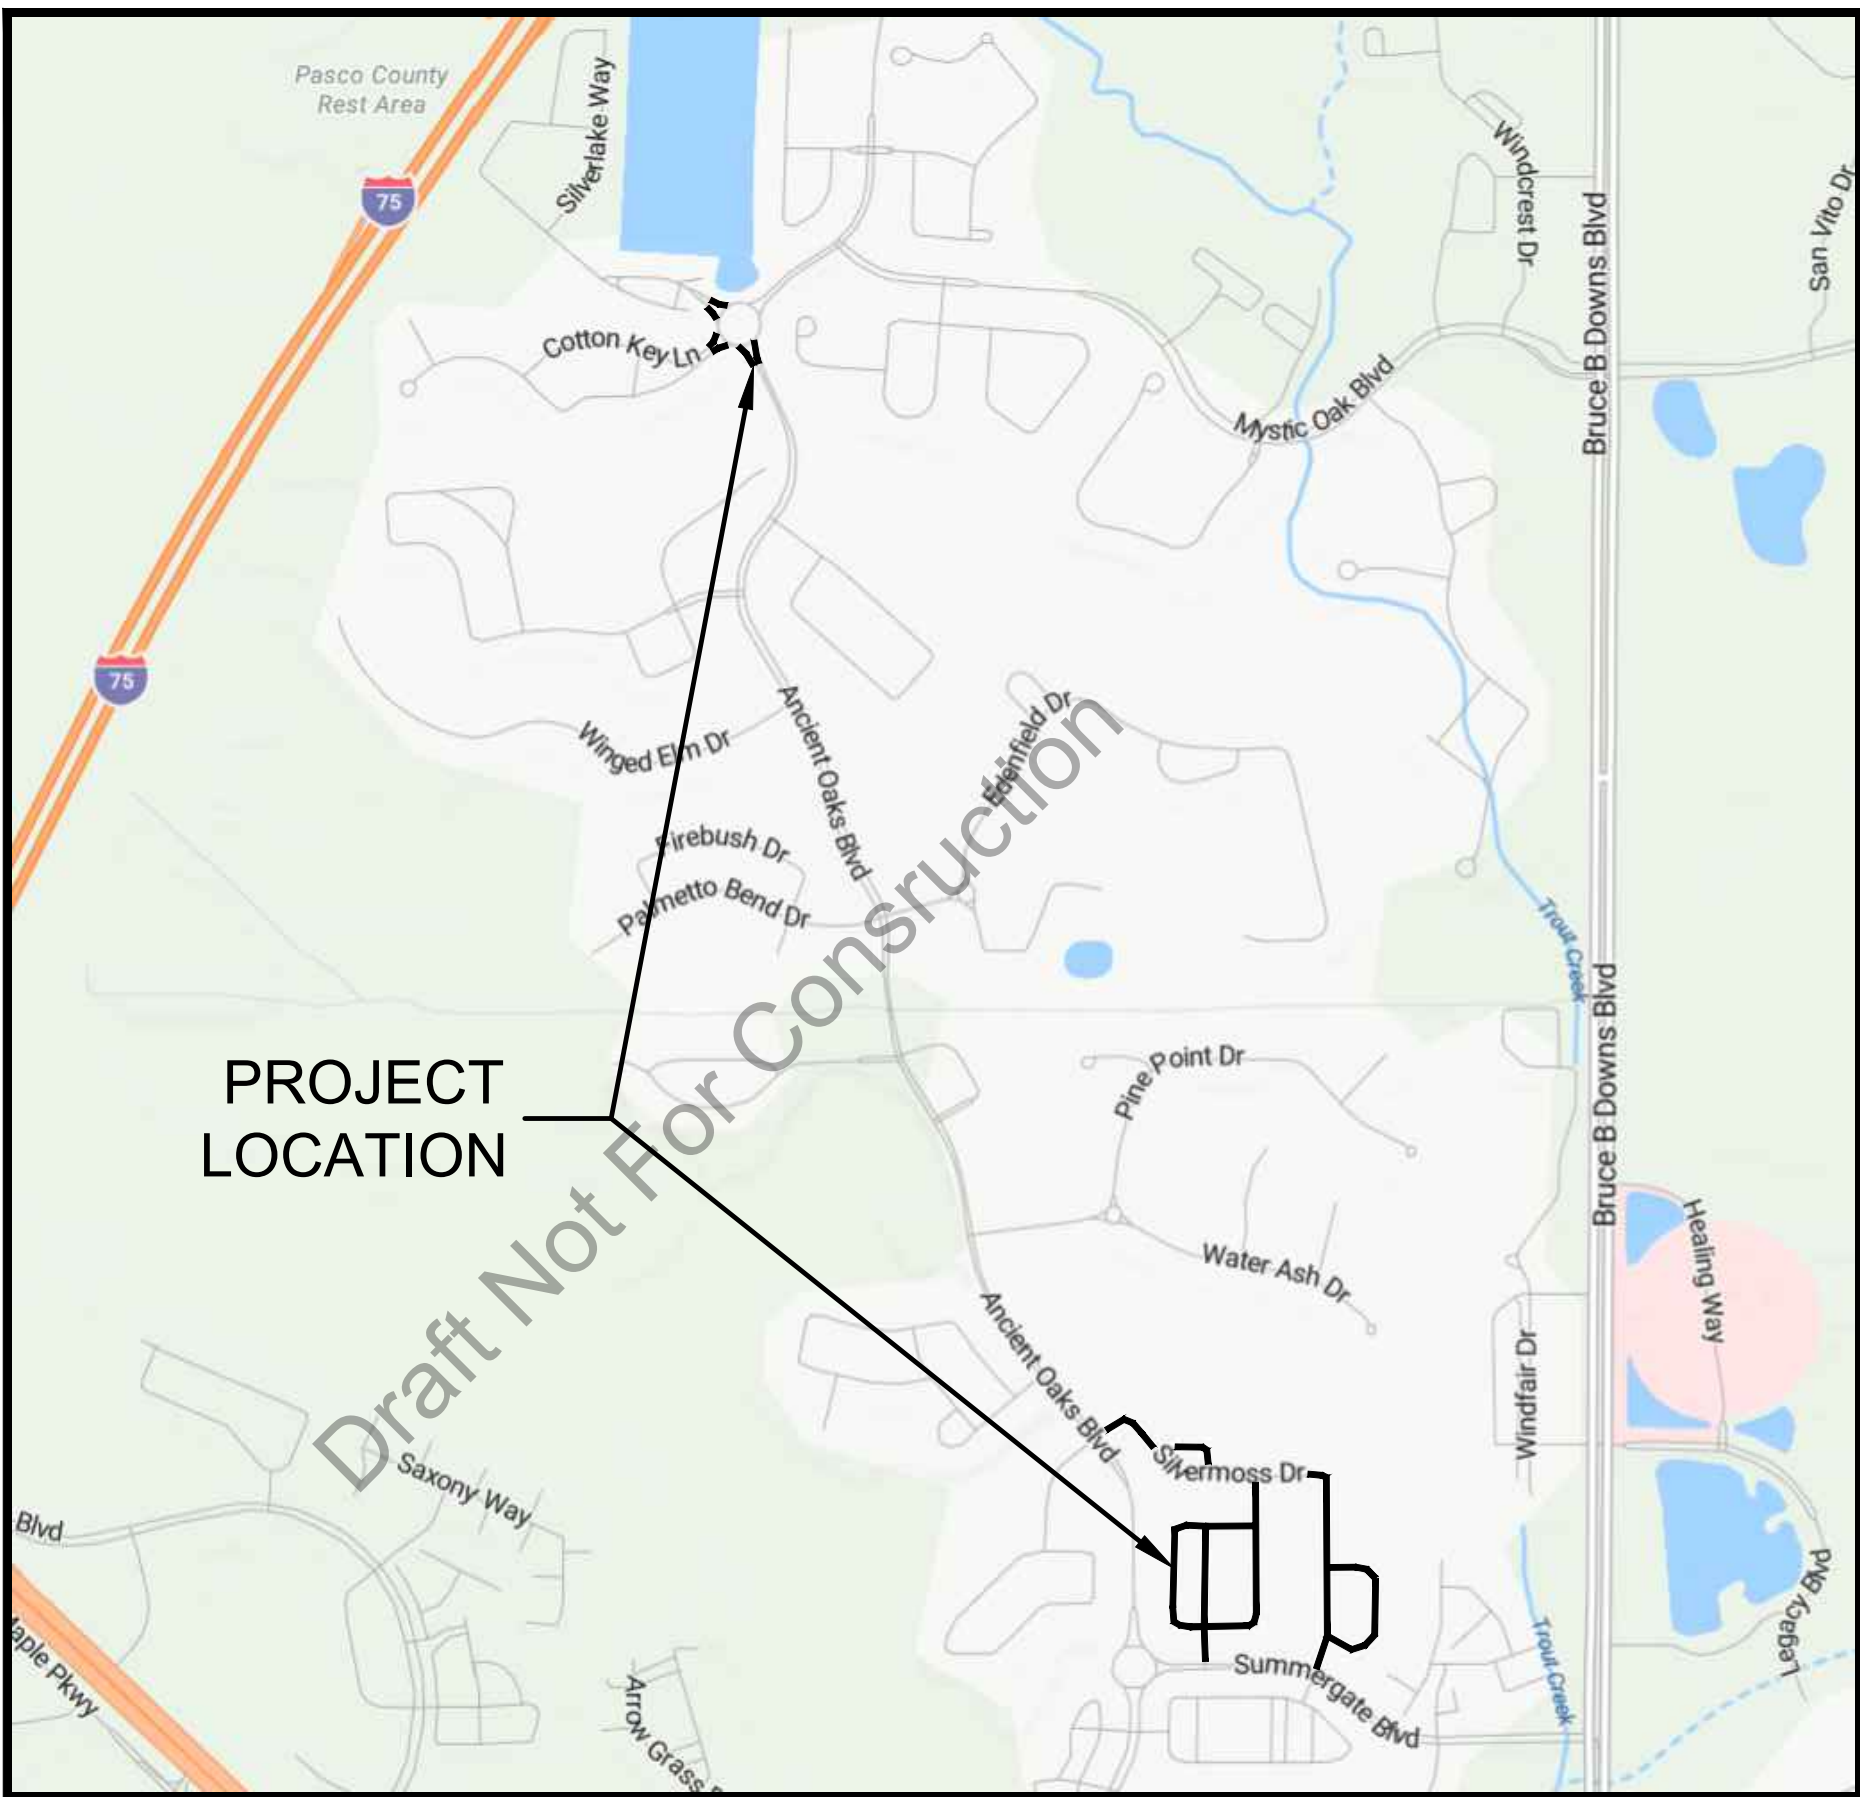 Pasco County
Rest Area
75
Silverlake Way
Windcrest Dr
San Vito Dr
Bruce B Downs Blvd
Cotton Key Ln
Mystic Oak Blvd
75
Ancient Oaks Blvd
Edenfield Dr
Winged Elm Dr
Firebush Dr
Palmetto Bend Dr
Trout Creek
Bruce B Downs Blvd
Pine Point Dr
PROJECT
LOCATION
Draft Not For Consruction
Water Ash Dr
Healing Way
Ancient Oaks Blvd
Windfair Dr
Silvermoss Dr
Saxony Way
Blvd
Legacy Blvd
Trout Creek
Summergate Blvd
Pkwy
Arrow Grass